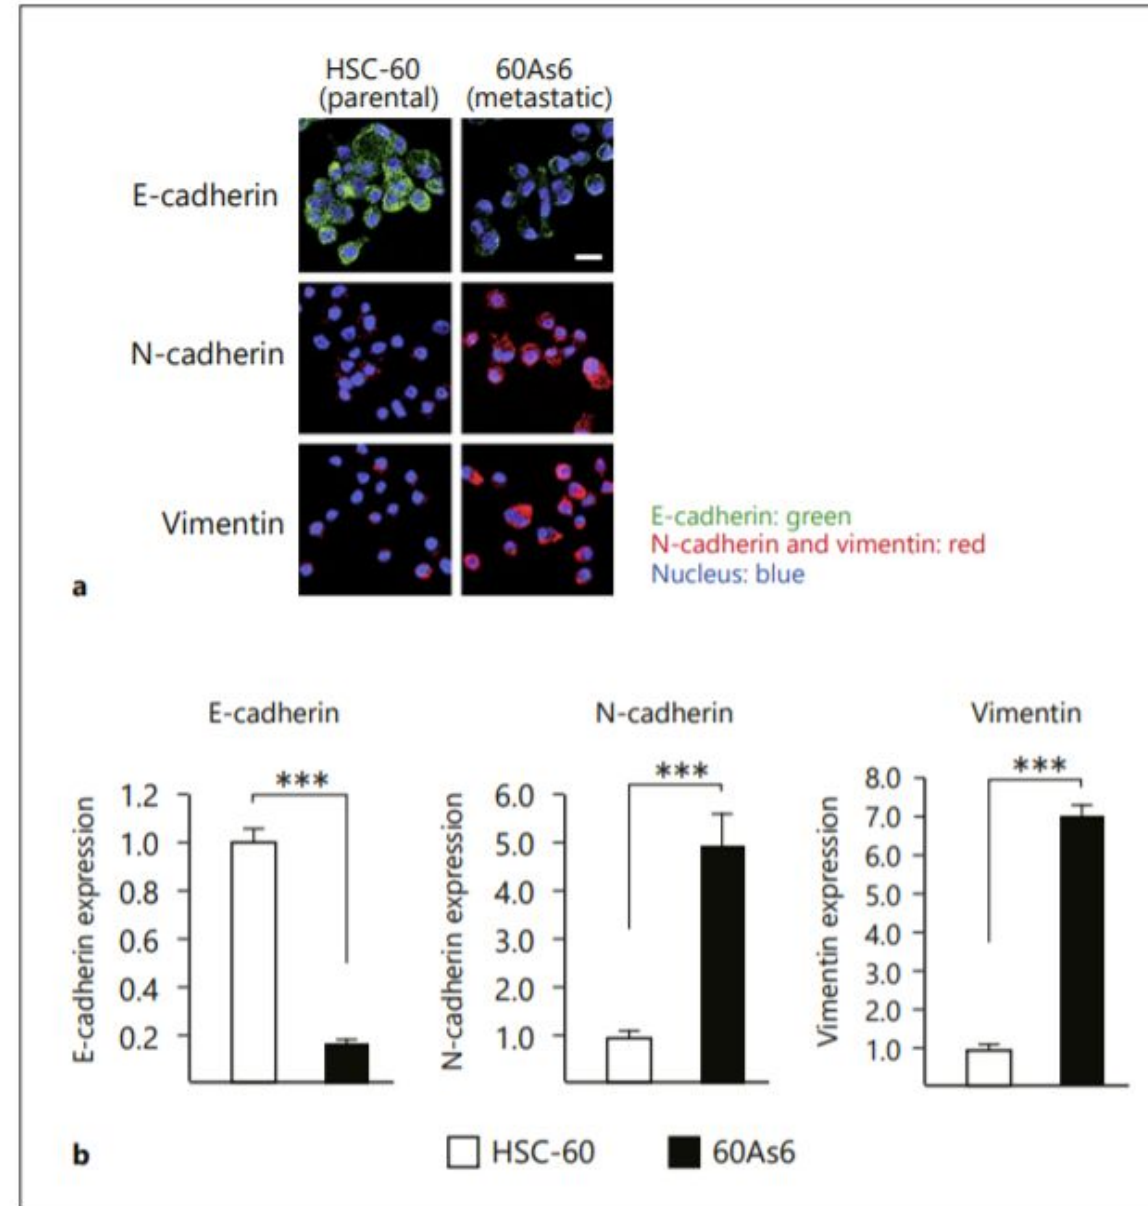 HSC-60 60As6
(parental) (metastatic)
E-cadherin
N-cadherin
Vimentin
E-cadherin: green
N-cadherin and vimentin: red
Nucleus: blue
a
E-cadherin
E-cadherin expression
1.2
1.0
0.8
0.6
0.4
0.2
***
N-cadherin
N-cadherin expression
6.0
5.0
4.0
3.0
2.0
1.0
***
Vimentin
Vimentin expression
8.0
7.0
6.0
5.0
4.0
3.0
2.0
1.0
***
b
HSC-60 60As6